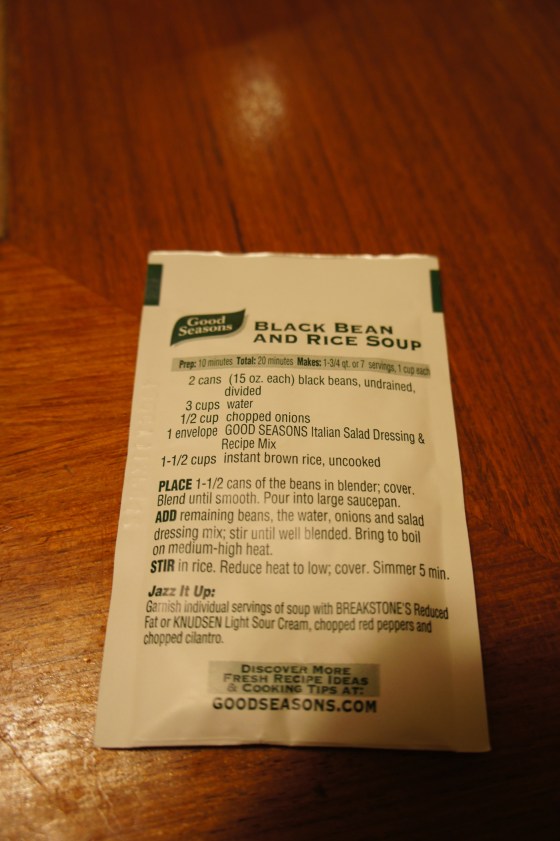 Good
Seasons
BLACK BEAN
AND RICE SOUP
Prep: 10 minutes Total: 20 minutes Makes: 1-3/4 qt. or 7 servings, 1 cup each
2 cans (15 oz. each) black beans, undrained,
divided
3 cups water
1/2 cup chopped onions
1 envelope GOOD SEASONS Italian Salad Dressing &
Recipe Mix
1-1/2 cups instant brown rice, uncooked
PLACE 1-1/2 cans of the beans in blender; cover.
Blend until smooth. Pour into large saucepan.
ADD remaining beans, the water, onions and salad
dressing mix; stir until well blended. Bring to boil
on medium-high heat.
STIR in rice. Reduce heat to low; cover. Simmer 5 min.
Jazz It Up:
Garnish individual servings of soup with BREAKSTONE'S Reduced
Fat or KNUDSEN Light Sour Cream, chopped red peppers and
chopped cilantro.
DISCOVER MORE
FRESH RECIPE IDEAS
& COOKING TIPS AT:
GOODSEASONS.COM